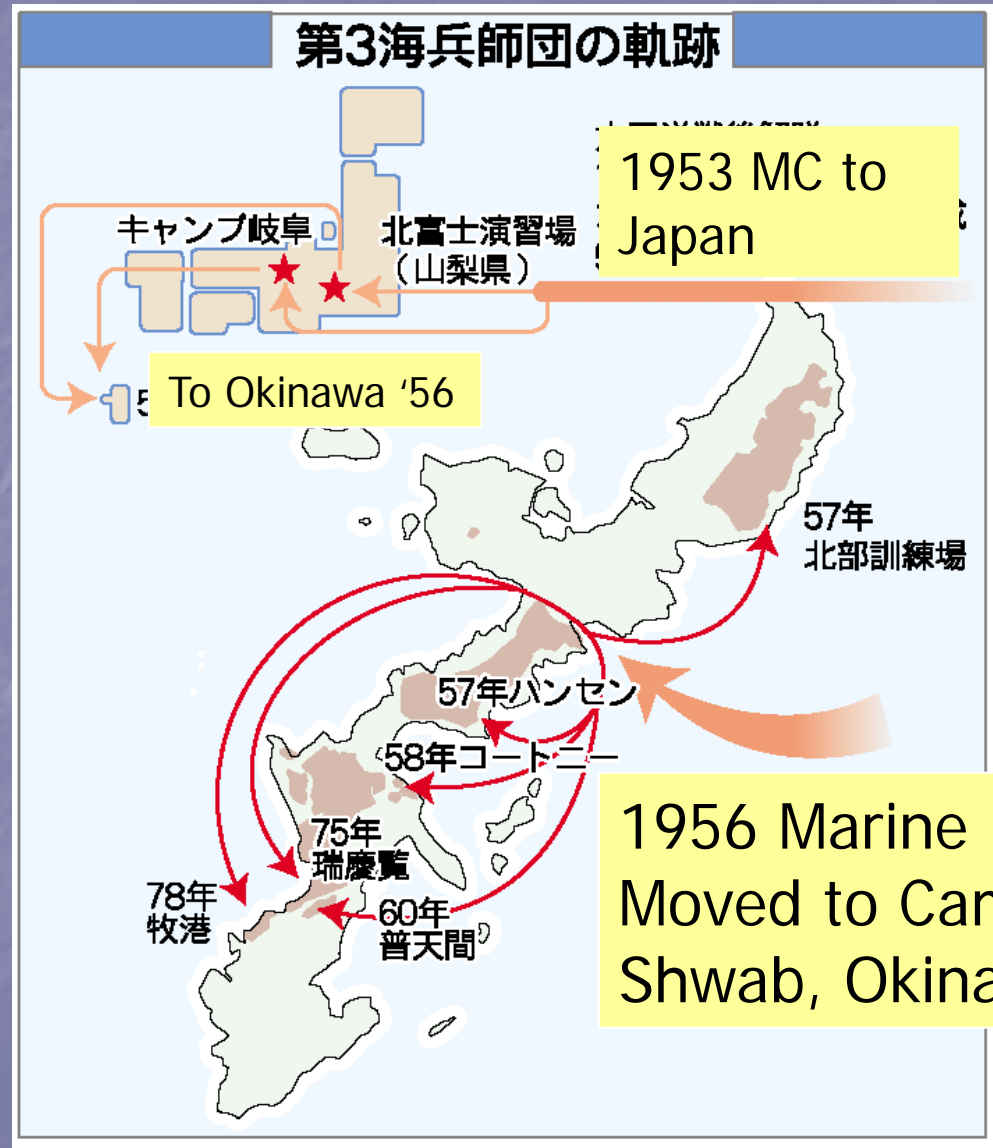 第3海兵師団の軌跡
1953 MC to
Japan
キャンプ岐阜
北富士演習場
（山梨県）
To Okinawa ‘56
57年
北部訓練場
57年ハンセン
58年コートニー
75年
瑞慶覧
78年
牧港
60年
普天間
1956 Marine
Moved to
Shwab,